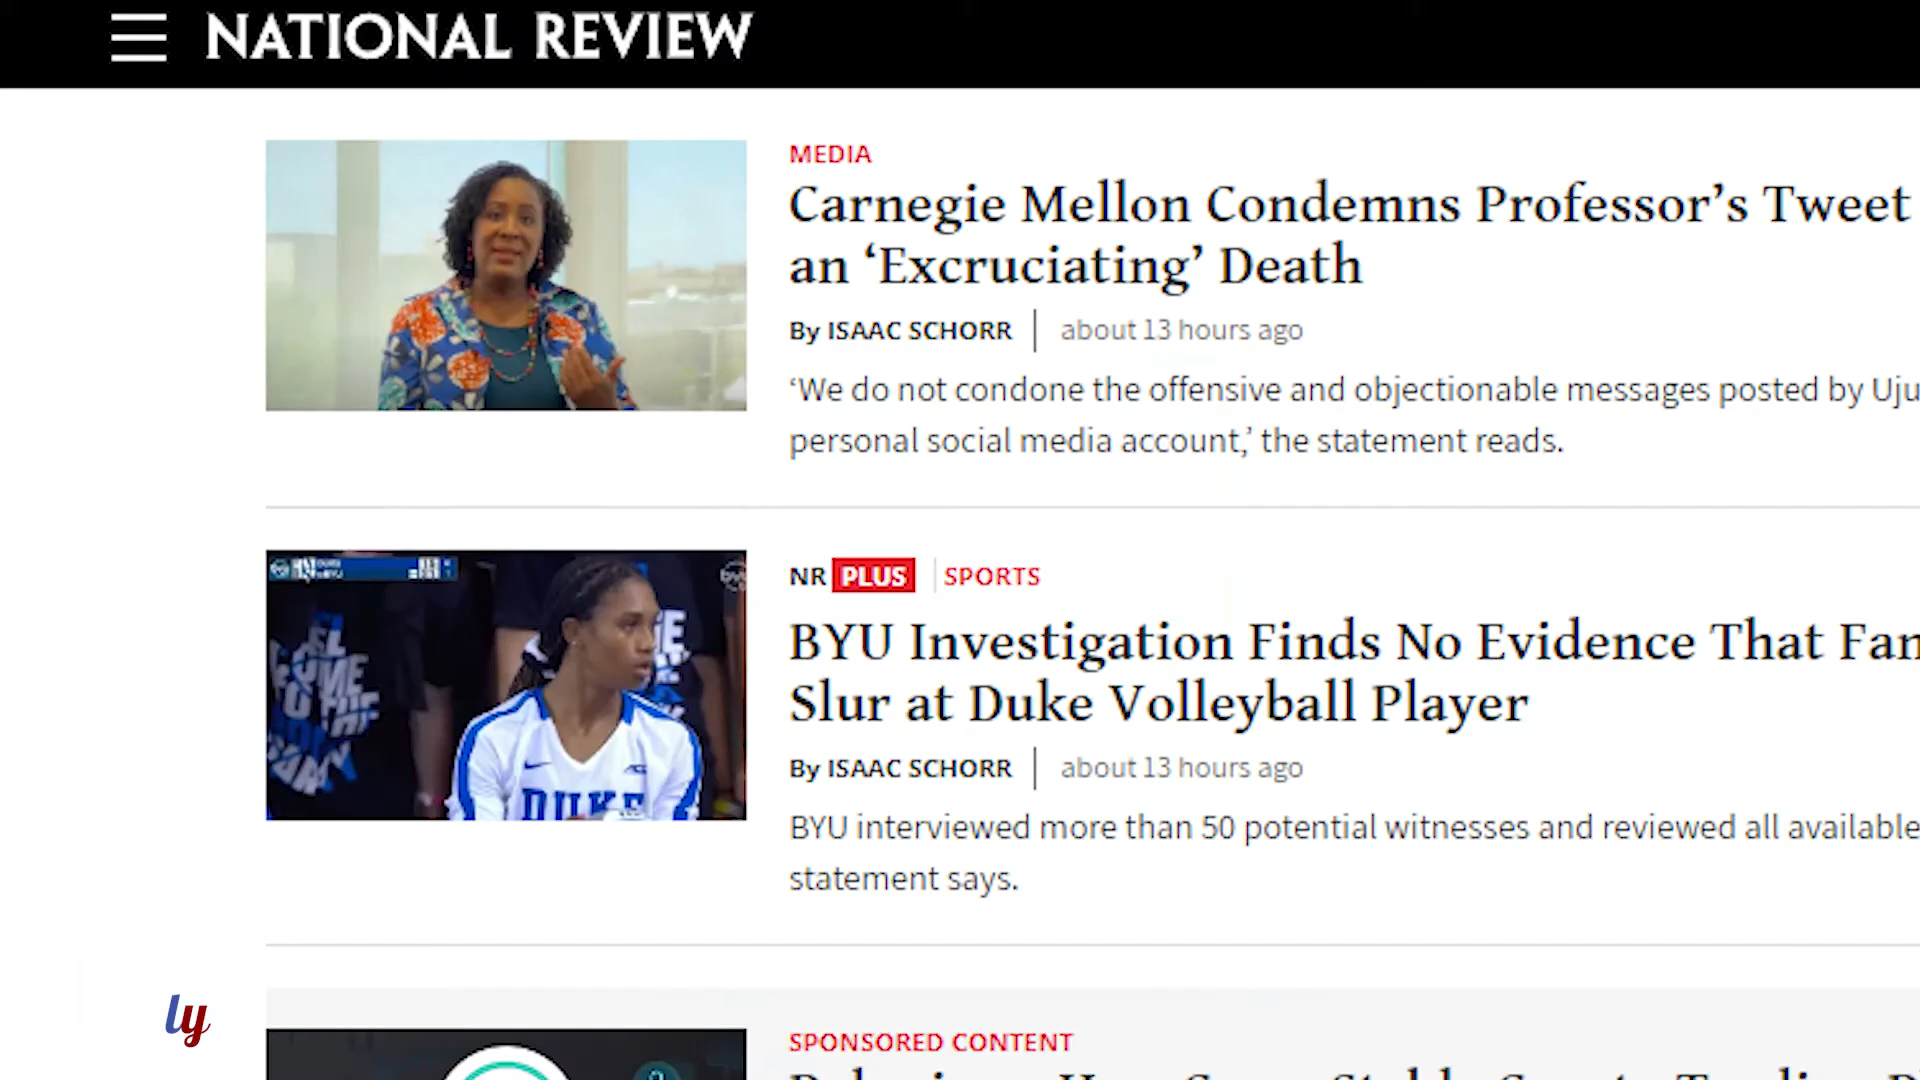 NATIONAL REVIEW
MEDIA
Carnegie Mellon Condemns Professor’s Tweet
an ‘Excruciating’ Death
By ISAAC SCHORR | about 13 hours ago
‘We do not condone the offensive and objectionable messages posted by Uju
personal social media account,’ the statement reads.
NR PLUS | SPORTS
BYU Investigation Finds No Evidence That Fan
Slur at Duke Volleyball Player
By ISAAC SCHORR | about 13 hours ago
BYU interviewed more than 50 potential witnesses and reviewed all available
statement says.
DUKE
ly
SPONSORED CONTENT